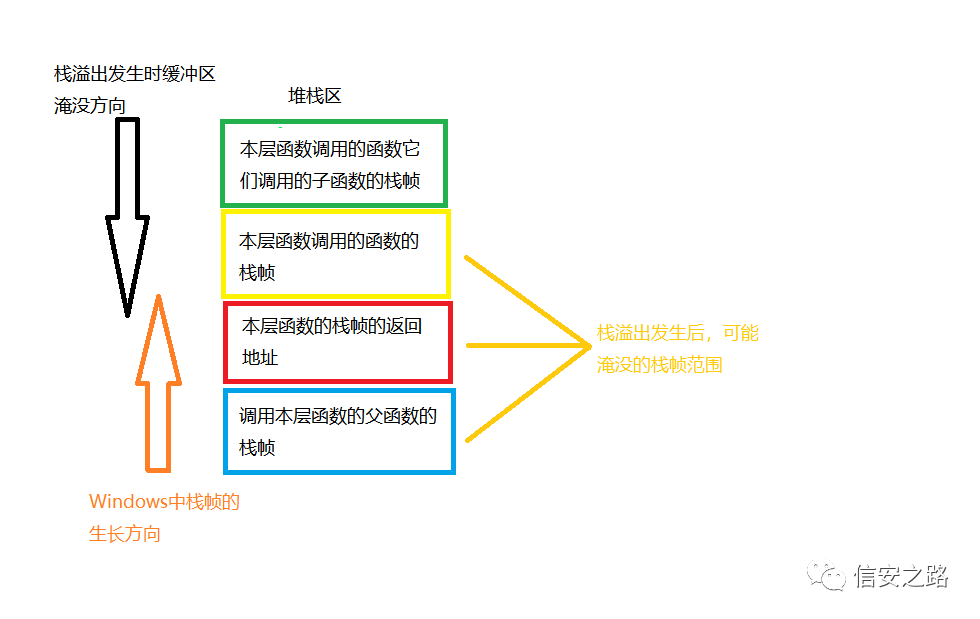 栈溢出发生时缓冲区
淹没方向
堆栈区
本层函数调用的函数它
们调用的子函数的栈帧
本层函数调用的函数的
栈帧
本层函数的栈帧的返回
地址
调用本层函数的父函数的
栈帧
栈溢出发生后，可能
淹没的栈帧范围
Windows中栈帧的
生长方向
信安之路